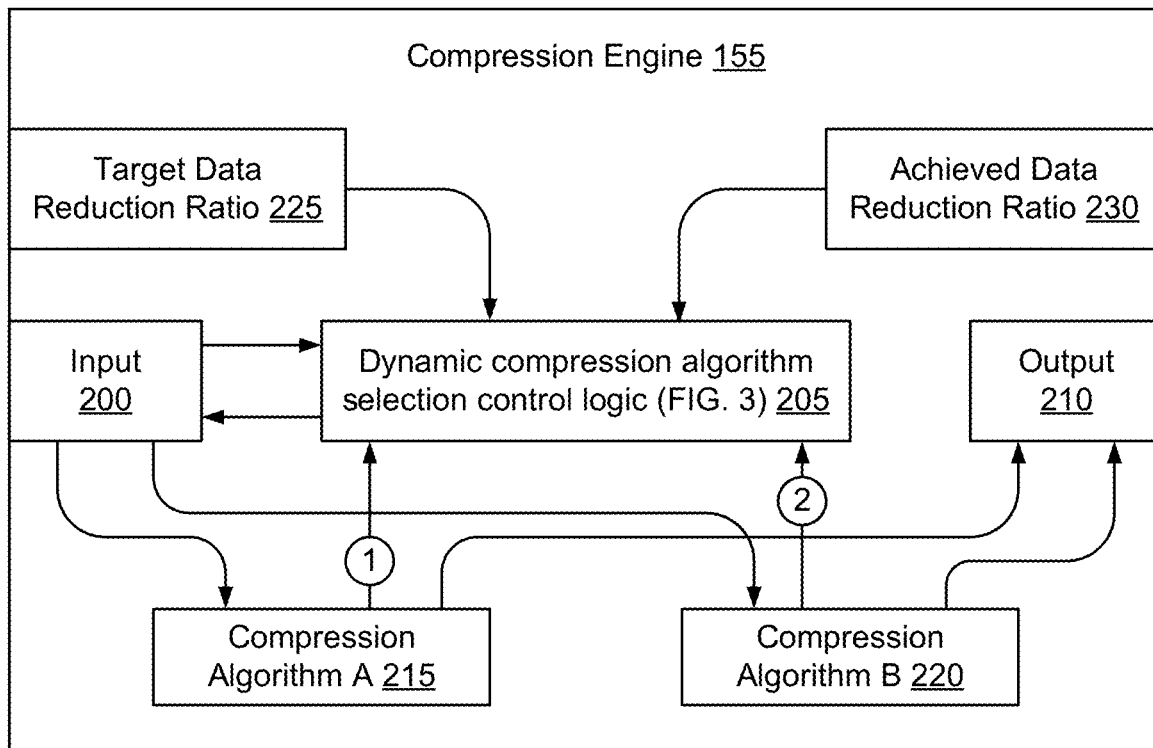 Compression Engine 155
Target Data
Reduction Ratio 225
Achieved Data
Reduction Ratio 230
Input
200
Dynamic compression algorithm
selection control logic (FIG. 3) 205
Output
210
1
2
Compression
Algorithm A 215
Compression
Algorithm B 220